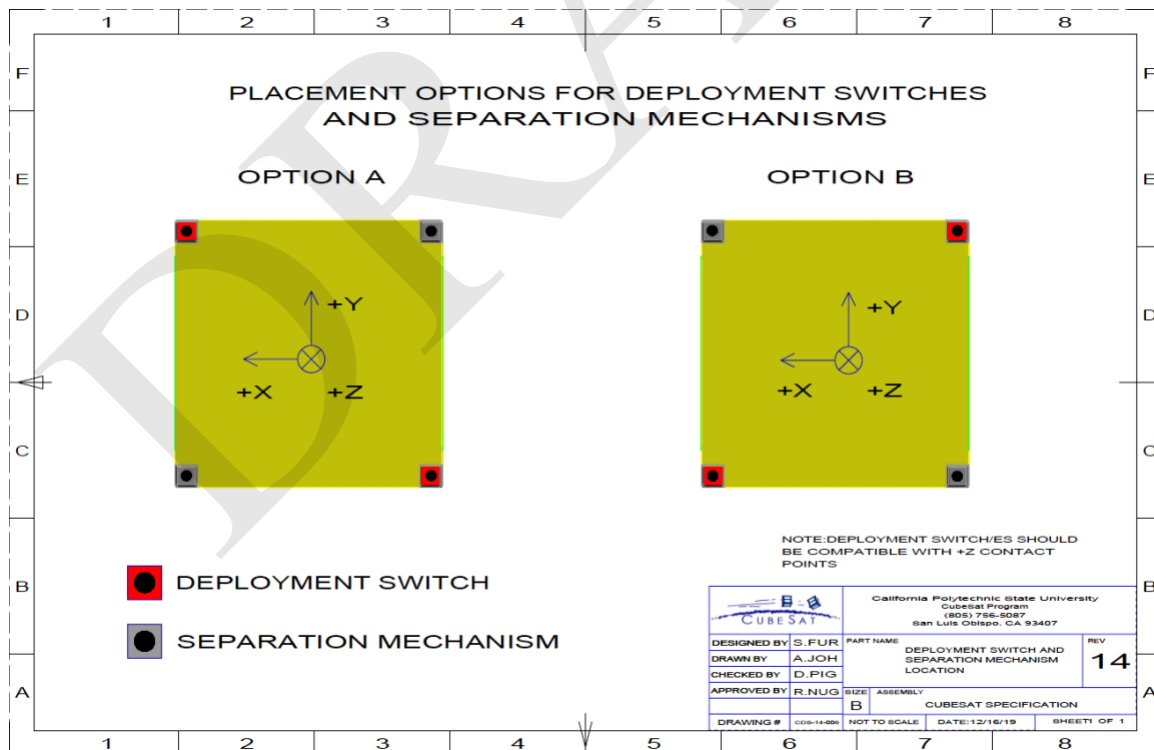 1 2 3 4 5 6 7 8
F F
PLACEMENT OPTIONS FOR DEPLOYMENT SWITCHES
AND SEPARATION MECHANISMS
E E
OPTION A OPTION B
D D
+Y +Y
+X +Z +X +Z
C C
NOTE:DEPLOYMENT SWITCH/ES SHOULD
BE COMPATIBLE WITH +Z CONTACT
POINTS
B B
DEPLOYMENT SWITCH
SEPARATION MECHANISM
A A
CUBESAT
California Polytechnic State University
CubeSat Program
(805) 756-5087
San Luis Obispo, CA 93407
DESIGNED BY S.FUR
DRAWN BY A.JOH
CHECKED BY D.PIG
APPROVED BY R.NUG
PART NAME
DEPLOYMENT SWITCH AND
SEPARATION MECHANISM
LOCATION
REV
14
SIZE ASSEMBLY
B CUBESAT SPECIFICATION
DRAWING # CDS-14-006 NOT TO SCALE DATE:12/16/19 SHEET1 OF 1
1 2 3 4 5 6 7 8
DRA